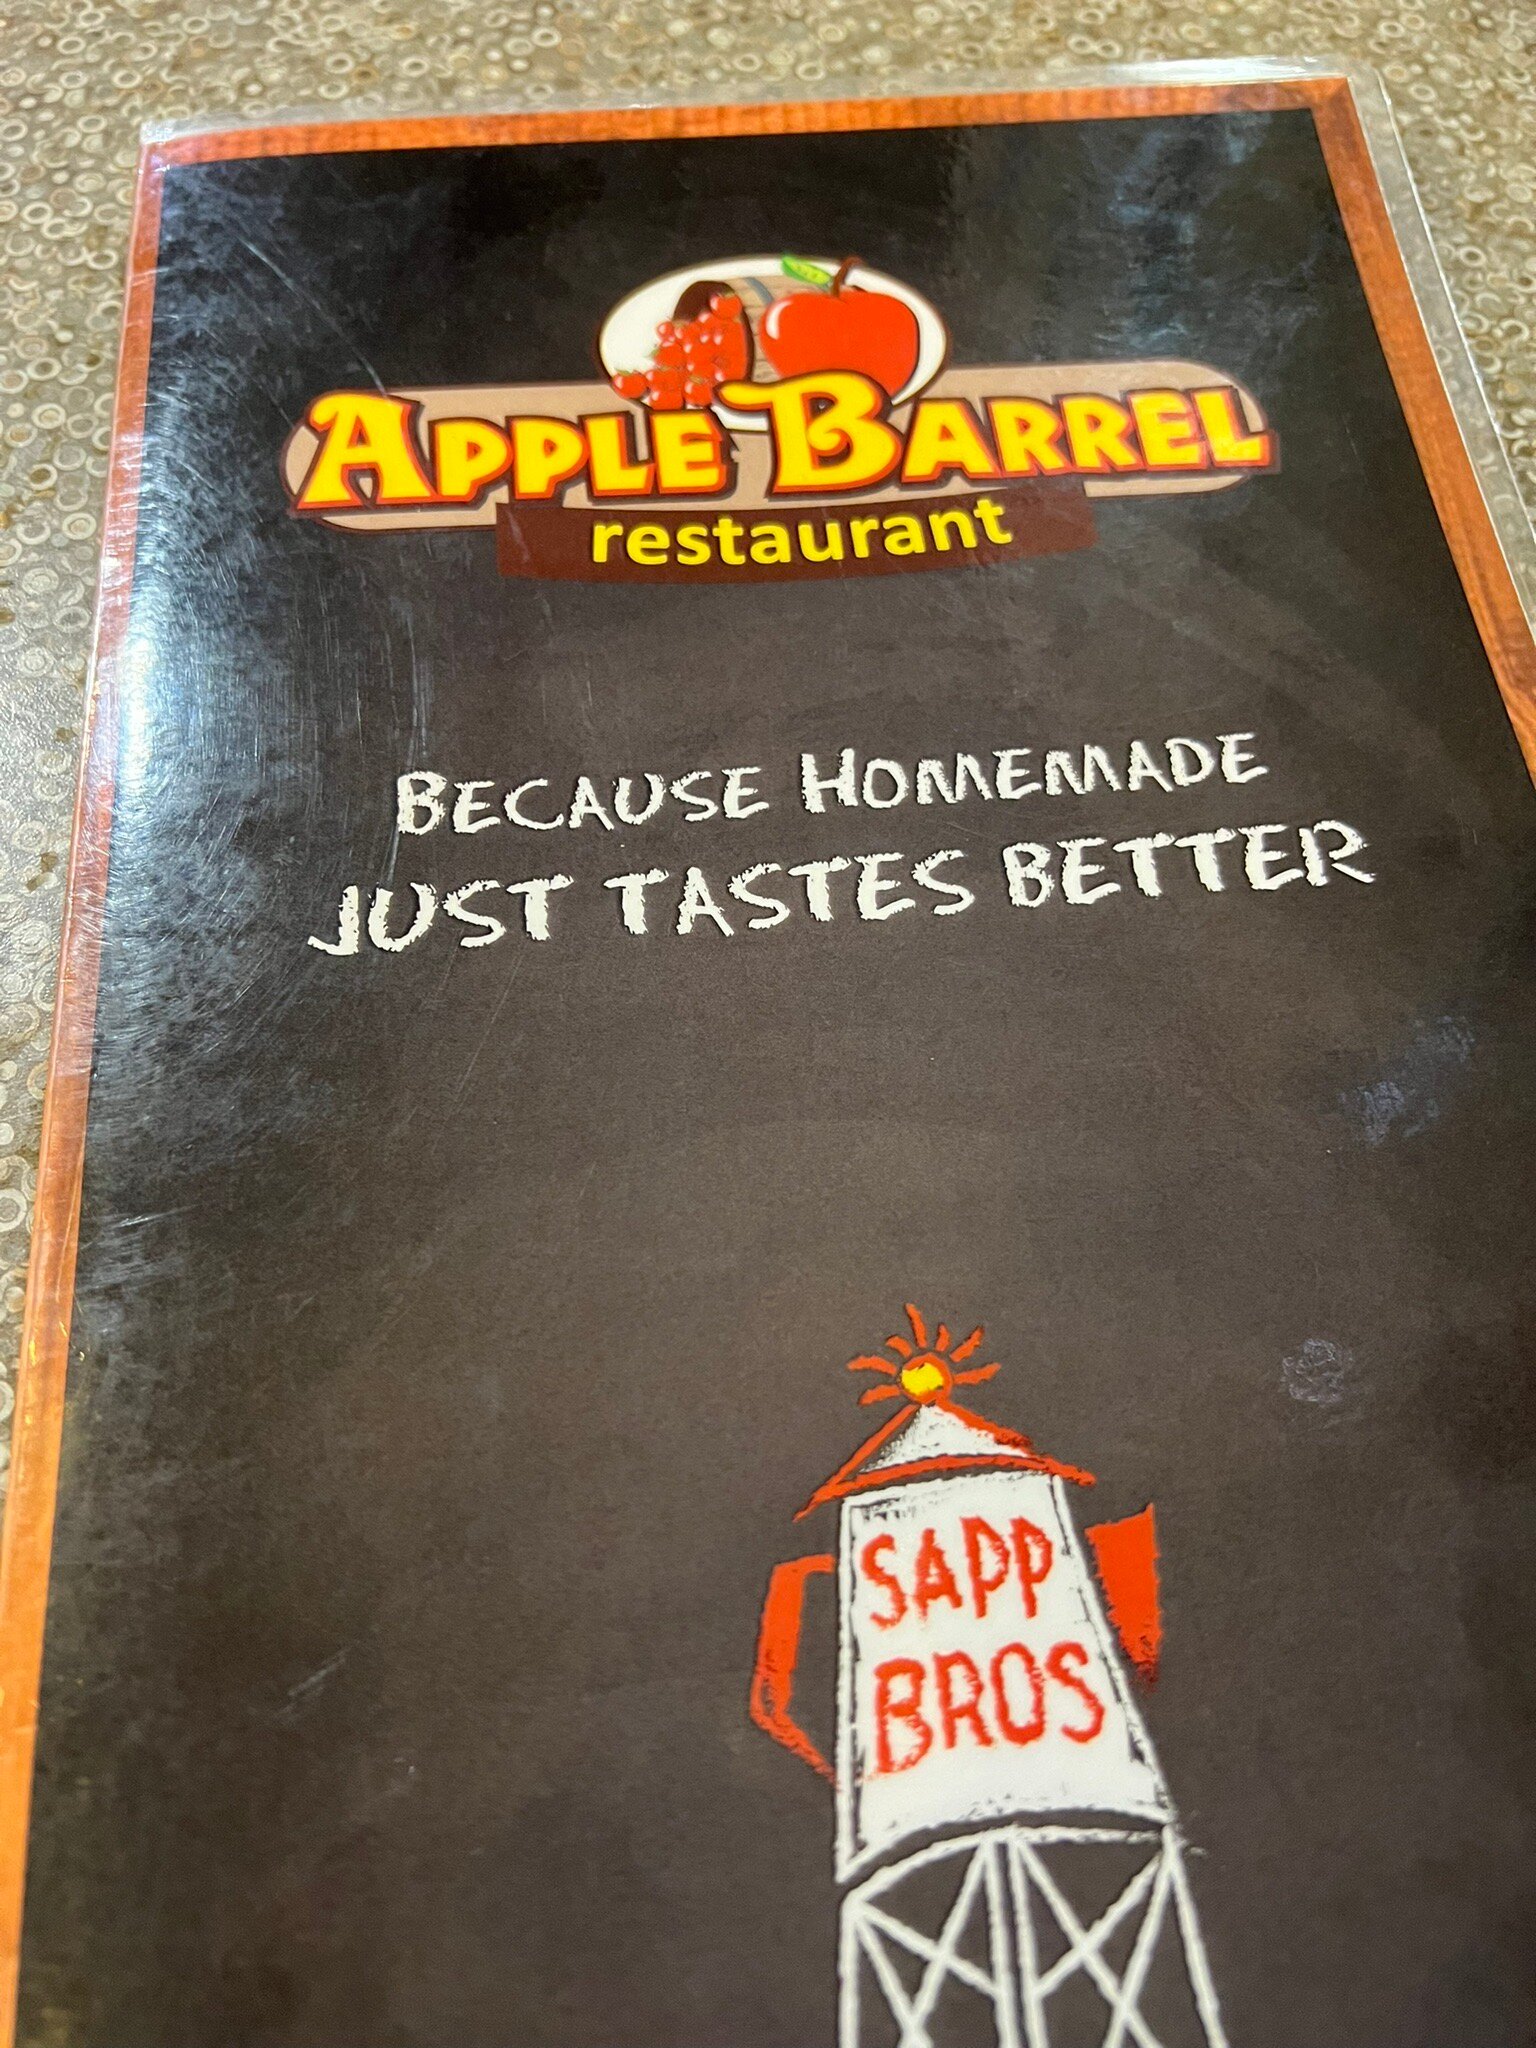 APPLE BARREL
restaurant
BECAUSE HOMEMADE
JUST TASTES BETTER
SAPP
BROS